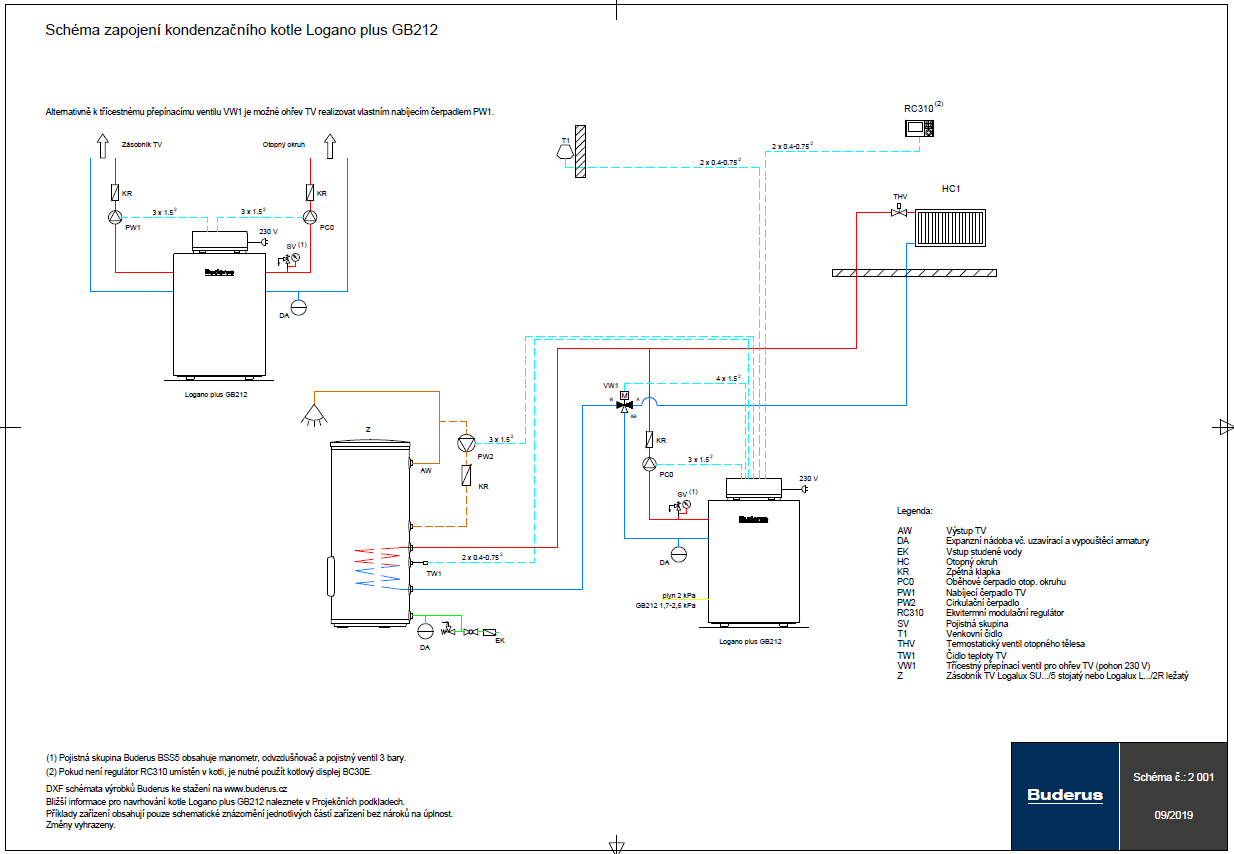 Schéma zapojení kondenzačního kotle Logano plus GB212
Alternativně k třícestnému přepínacímu ventilu VW1 je možné ohřev TV realizovat vlastním nabíjecím čerpadlem PW1.
Zásobník TV
Otopný okruh
KR
KR
3 x 1.5²
3 x 1.5²
PW1
PC0
230 V
SV (1)
Buderus
DA
Logano plus GB212
T1
2 x 0.4-0.75²
RC310 (2)
2 x 0.4-0.75²
THV
HC1
VW1
4 x 1.5²
M
B
A
AB
KR
3 x 1.5²
PC0
SV (1)
230 V
Buderus
DA
plyn 2 kPa
GB212 1,7-2,5 kPa
Logano plus GB212
Z
AW
3 x 1.5²
PW2
KR
2 x 0.4-0.75²
TW1
DA
EK
Legenda:
AW Výstup TV
DA Expanzní nádoba vč. uzavírací a vypouštěcí armatury
EK Vstup studené vody
HC Otopný okruh
KR Zpětná klapka
PC0 Oběhové čerpadlo otop. okruhu
PW1 Nabíjecí čerpadlo TV
PW2 Cirkulační čerpadlo
RC310 Ekvitermní modulační regulátor
SV Pojistná skupina
T1 Venkovní čidlo
THV Termostatický ventil otopného tělesa
TW1 Čidlo teploty TV
VW1 Třícestný přepínací ventil pro ohřev TV (pohon 230 V)
Z Zásobník TV Logalux SU.../5 stojatý nebo Logalux L.../2R ležatý
(1) Pojistná skupina Buderus BSS5 obsahuje manometr, odvzdušňovač a pojistný ventil 3 bary.
(2) Pokud není regulátor RC310 umístěn v kotli, je nutné použít kotlový displej BC30E.
DXF schémata výrobků Buderus ke stažení na www.buderus.cz
Bližší informace pro navrhování kotle Logano plus GB212 naleznete v Projekčních podkladech.
Příklady zařízení obsahují pouze schematické znázornění jednotlivých částí zařízení bez nároků na úplnost.
Změny vyhrazeny.
Buderus
Schéma č.: 2 001
09/2019